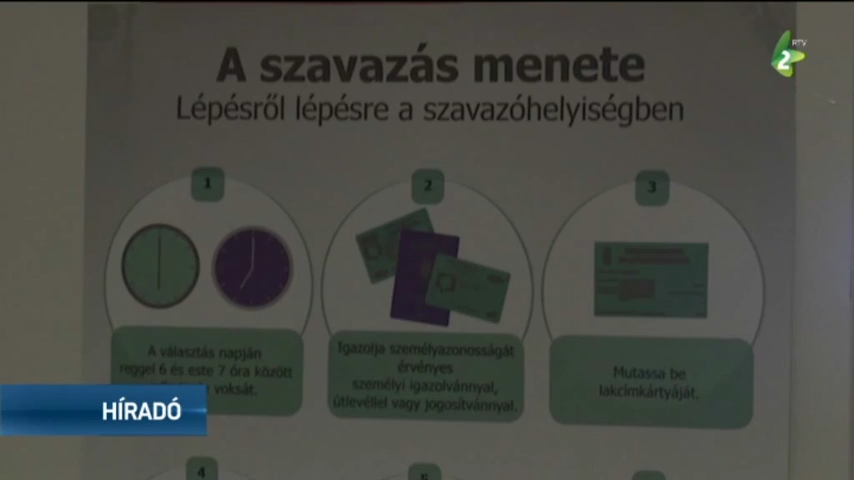 RTV
2
A szavazás menete
Lépésről lépésre a szavazóhelyiségben
1
2
3
A választás napján
reggel 6 és este 7 óra között
voksát.
Igazolja személyazonosságát
érvényes
személyi igazolvánnyal,
útlevéllel vagy jogosítvánnyal.
Mutassa be
lakcímkártyáját.
HÍRADÓ
4
5